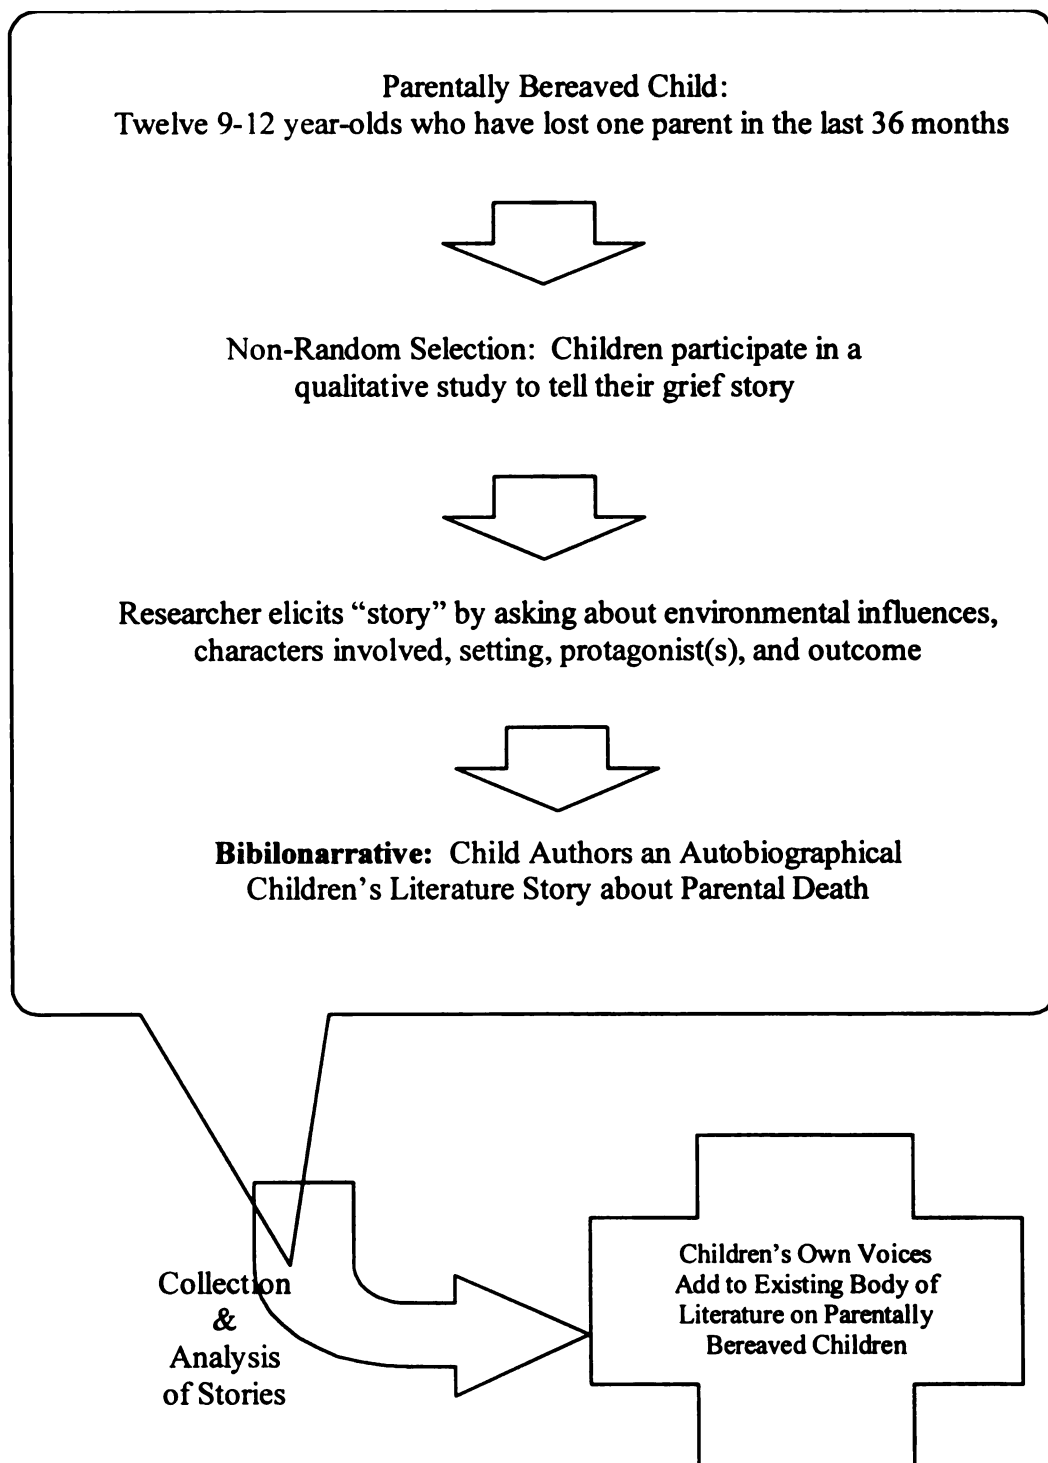 Parentally Bereaved Child:
Twelve 9-12 year-olds who have lost one parent in the last 36 months
Non-Random Selection: Children participate in a
qualitative study to tell their grief story
Researcher elicits “story” by asking about environmental influences,
characters involved, setting, protagonist(s), and outcome
Bibilonarrative: Child Authors an Autobiographical
Children’s Literature Story about Parental Death
Collection
&
Analysis
of Stories
Children’s Own Voices
Add to Existing Body of
Literature on Parentally
Bereaved Children